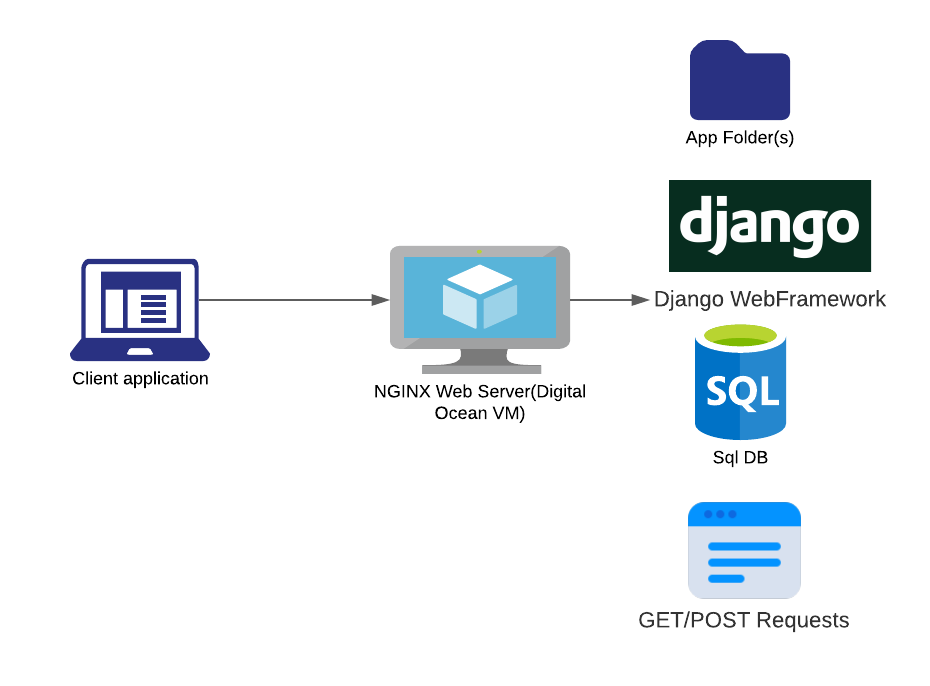 App Folder(s)
django
Django WebFramework
Client application
NGINX Web Server(Digital
Ocean VM)
SQL
Sql DB
GET/POST Requests